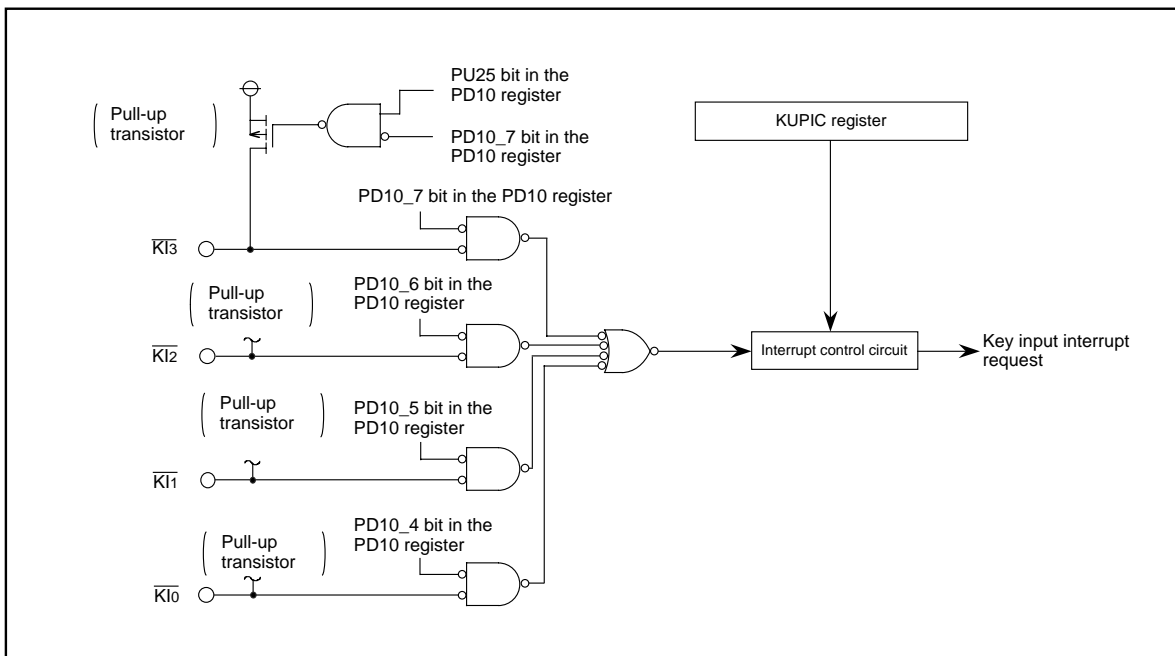 PU25 bit in the
PD10 register
Pull-up
transistor
PD10_7 bit in the
PD10 register
KUPIC register
PD10_7 bit in the PD10 register
KI3
PD10_6 bit in the
PD10 register
Pull-up
transistor
KI2
Interrupt control circuit
Key input interrupt
request
PD10_5 bit in the
PD10 register
Pull-up
transistor
KI1
PD10_4 bit in the
PD10 register
Pull-up
transistor
KI0